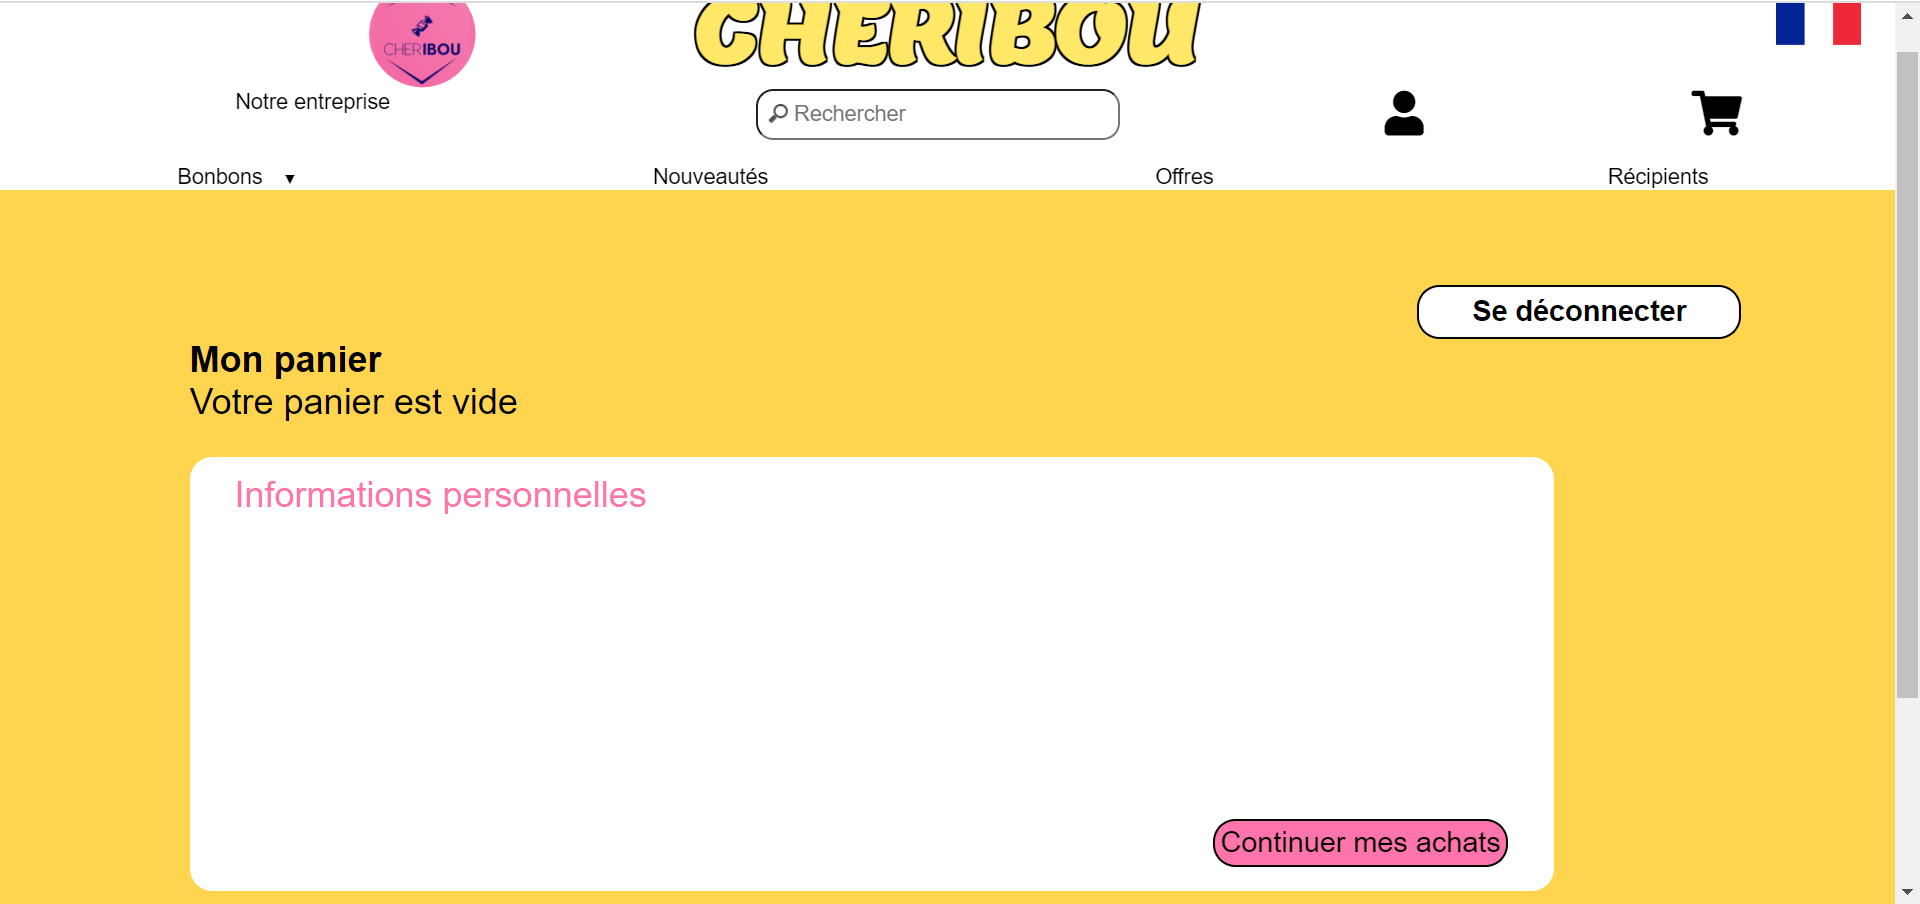 CHERIBOU
CHERIBOU
Notre entreprise
Rechercher
Bonbons ▼
Nouveautés
Offres
Récipients
Se déconnecter
Mon panier
Votre panier est vide
Informations personnelles
Continuer mes achats